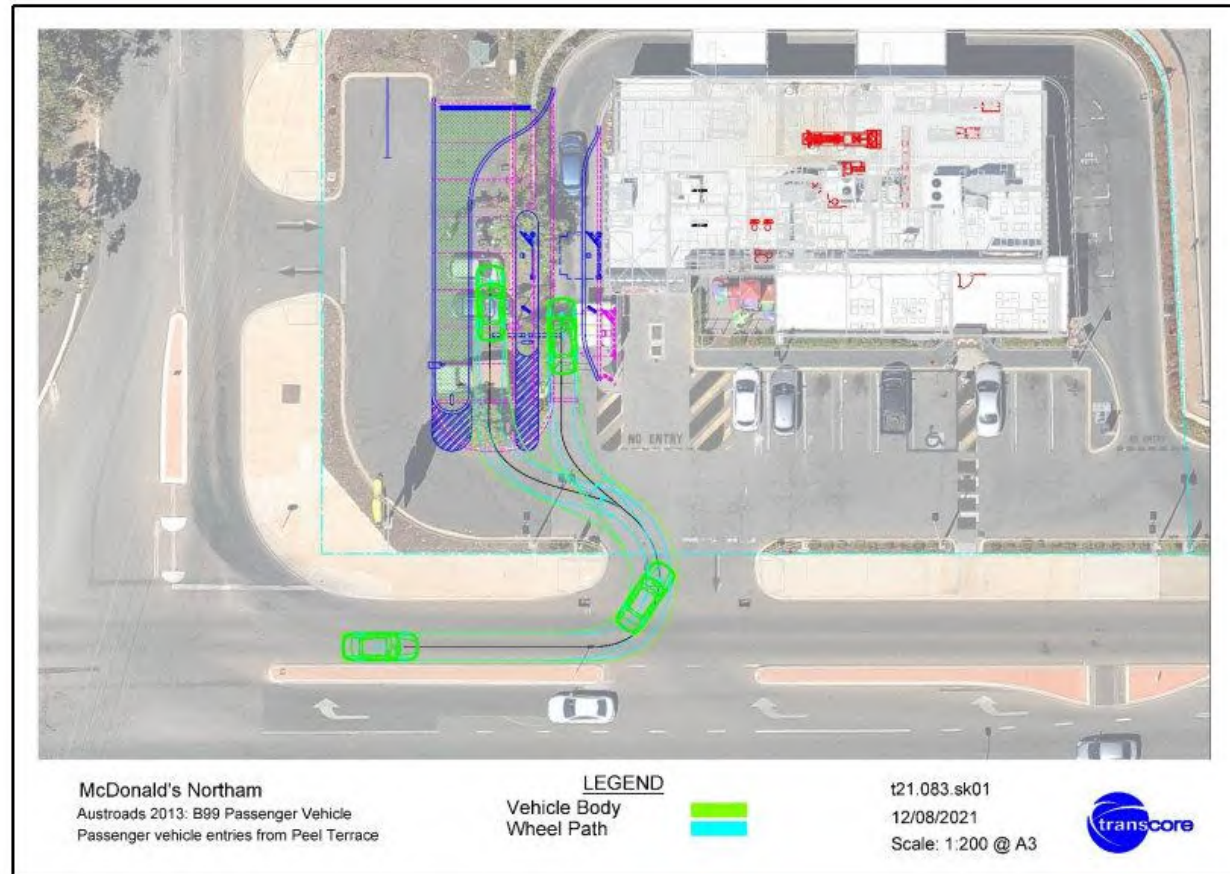 NO ENTRY
NO ENTRY
McDonald's Northam
Austroads 2013: B99 Passenger Vehicle
Passenger vehicle entries from Peel Terrace
LEGEND
Vehicle Body
Wheel Path
t21.083.sk01
12/08/2021
Scale: 1:200 @ A3
transcore